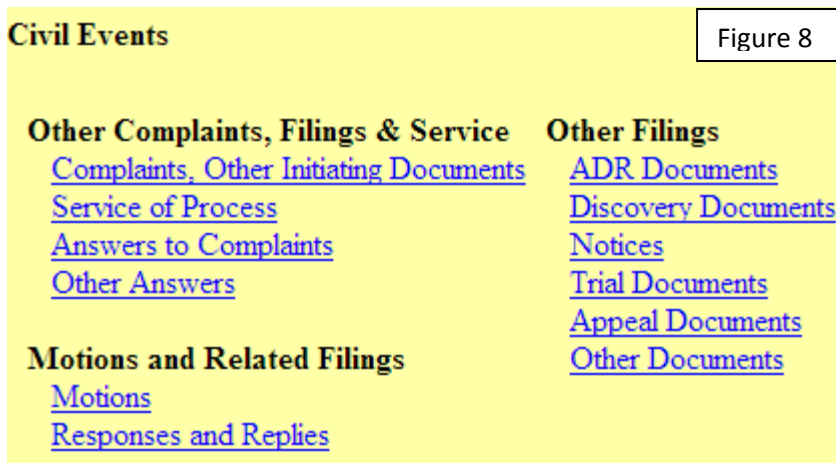 Civil Events
Figure 8
Other Complaints, Filings & Service
Complaints, Other Initiating Documents
Service of Process
Answers to Complaints
Other Answers
Motions and Related Filings
Motions
Responses and Replies
Other Filings
ADR Documents
Discovery Documents
Notices
Trial Documents
Appeal Documents
Other Documents